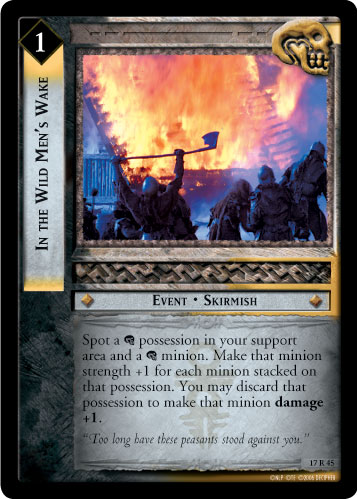 1
In the Wild Men's Wake
Event • Skirmish
Spot a possession in your support
area and a minion. Make that minion
strength +1 for each minion stacked on
that possession. You may discard that
possession to make that minion damage
+1.
"Too long have these peasants stood against you."
17 R 45